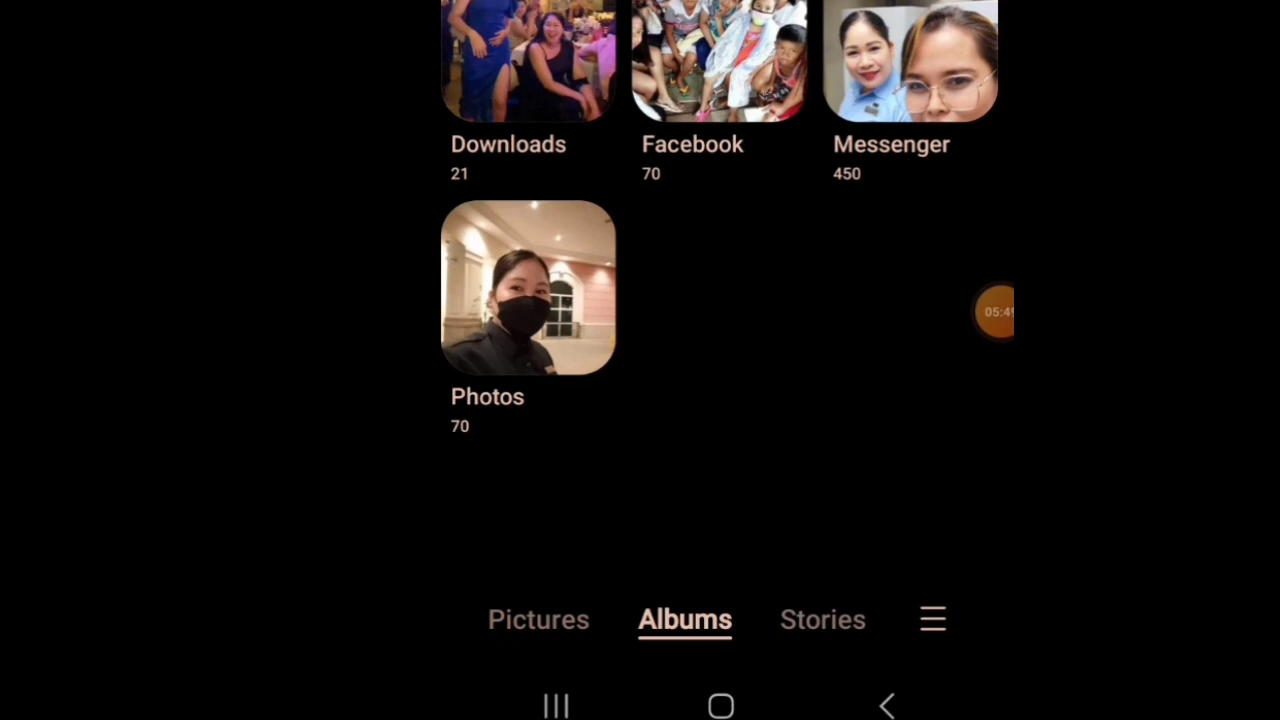 Downloads
21
Facebook
70
Messenger
450
Photos
70
Pictures
Albums
Stories